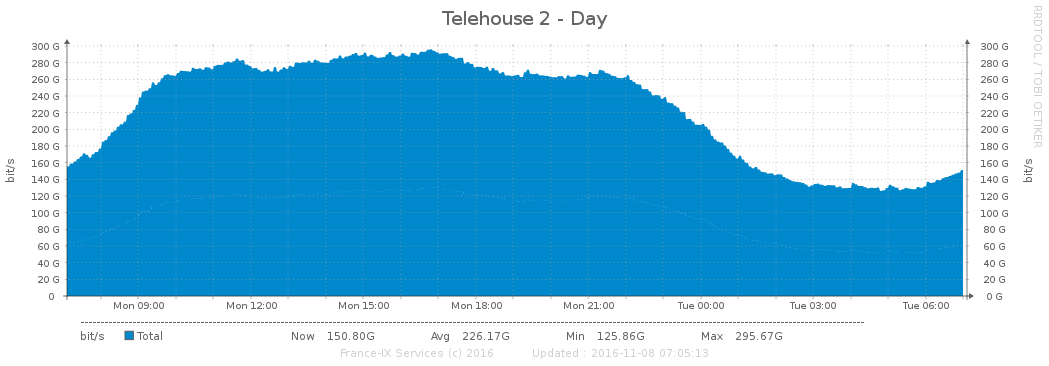 Telehouse 2 - Day
RRDTOOL / TOBI OETIKER
bit/s
bit/s
300 G 300 G
280 G 280 G
260 G 260 G
240 G 240 G
220 G 220 G
200 G 200 G
180 G 180 G
160 G 160 G
140 G 140 G
120 G 120 G
100 G 100 G
80 G 80 G
60 G 60 G
40 G 40 G
20 G 20 G
0 0 G
Mon 09:00 Mon 12:00 Mon 15:00 Mon 18:00 Mon 21:00 Tue 00:00 Tue 03:00 Tue 06:00
bit/s Total Now 150.80G Avg 226.17G Min 125.86G Max 295.67G
France-IX Services (c) 2016 Updated : 2016-11-08 07:05:13